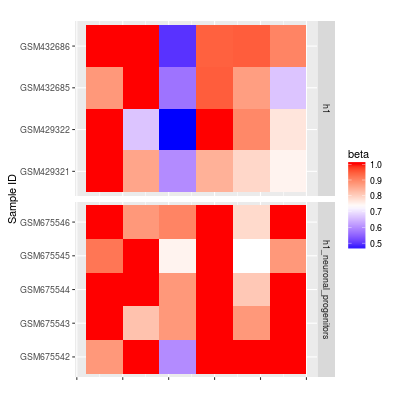 Sample ID
GSM432686
GSM432685
GSM429322
GSM429321
h1
GSM675546
GSM675545
GSM675544
GSM675543
GSM675542
h1_neuronal_progenitors
beta
1.0
0.9
0.8
0.7
0.6
0.5